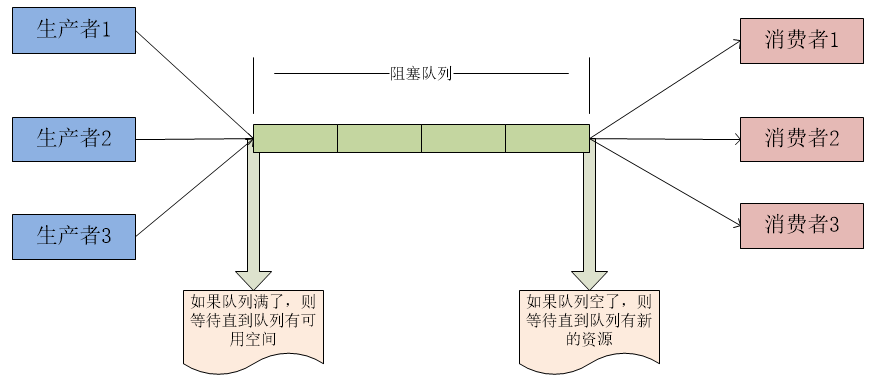 生产者1
消费者1
阻塞队列
生产者2
消费者2
生产者3
消费者3
如果队列满了，则
等待直到队列有可
用空间
如果队列空了，则
等待直到队列有新
的资源